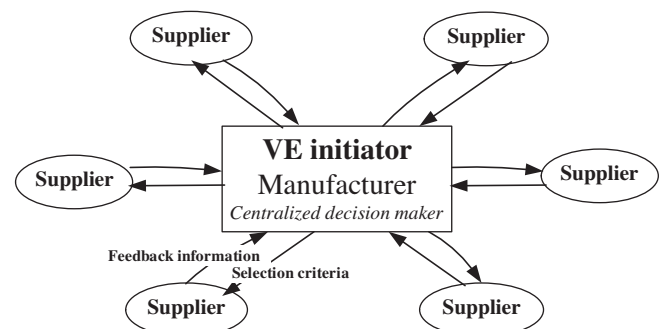 Supplier
Supplier
VE initiator
Manufacturer
Centralized decision maker
Supplier
Supplier
Feedback information
Selection criteria
Supplier
Supplier